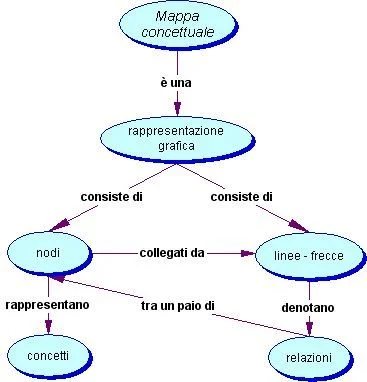 Mappa
concettuale
è una
rappresentazione
grafica
consiste di
consiste di
nodi
collegati da
linee - frecce
rappresentano
tra un paio di
denotano
concetti
relazioni